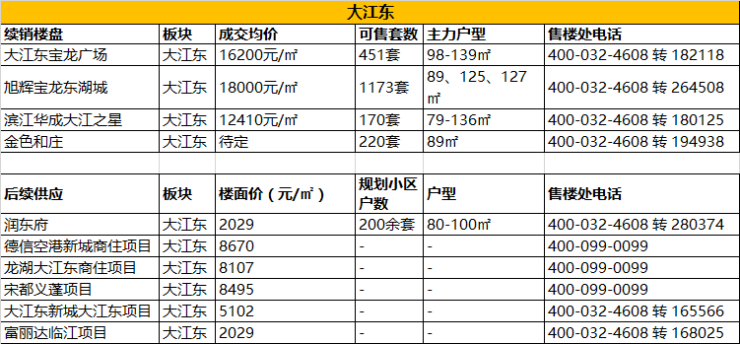 大江东
续销楼盘 板块 成交均价 可售套数 主力户型 售楼处电话
大江东宝龙广场 大江东 16200元/㎡ 451套 98-139㎡ 400-032-4608 转 182118
旭辉宝龙东湖城 大江东 18000元/㎡ 1173套 89、125、127
㎡ 400-032-4608 转 264508
滨江华成大江之星 大江东 12410元/㎡ 170套 79-136㎡ 400-032-4608 转 180125
金色和庄 大江东 待定 220套 89㎡ 400-032-4608 转 194938
后续供应 板块 楼面价（元/㎡） 规划小区
户数 户型 售楼处电话
润东府 大江东 2029 200余套 80-100㎡ 400-032-4608 转 280374
德信空港新城商住项目 大江东 8670 - - 400-099-0099
龙湖大江东商住项目 大江东 8107 - - 400-099-0099
宋都义蓬项目 大江东 8495 - - 400-099-0099
大江东新城大江东项目 大江东 5102 - - 400-032-4608 转 165566
富丽达临江项目 大江东 2029 - - 400-032-4608 转 168025